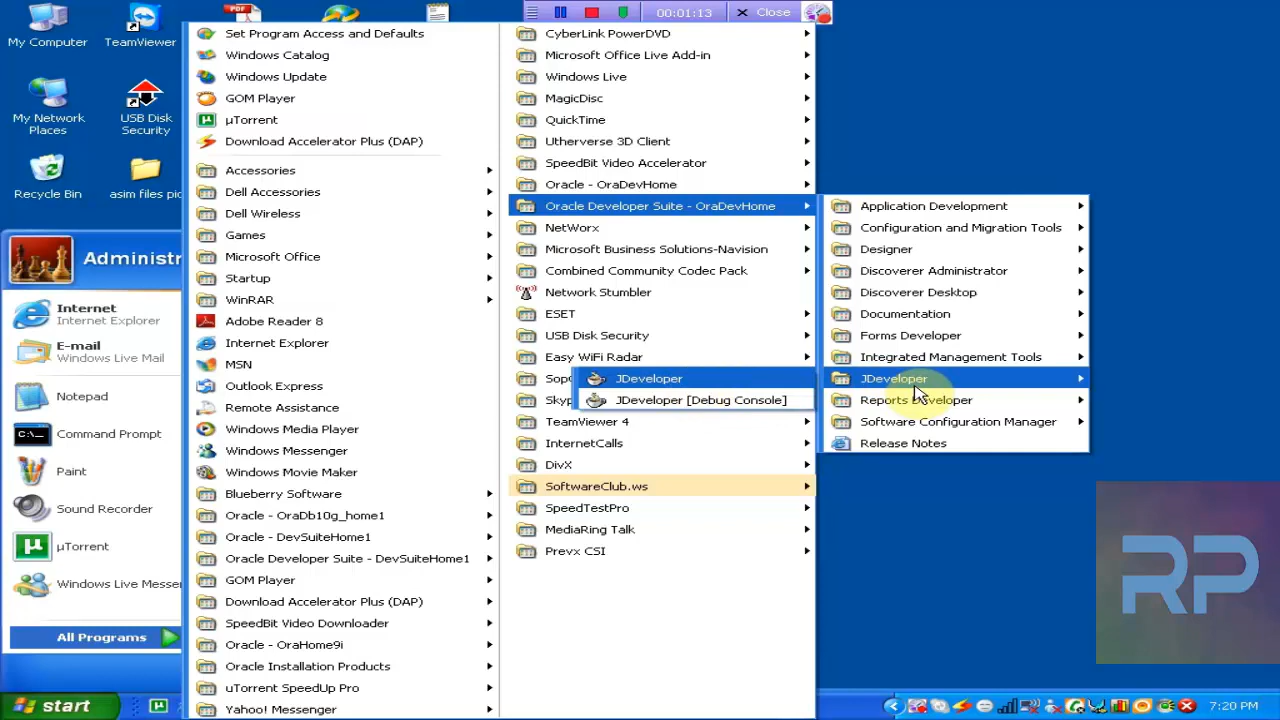 00:01:13
Close
PDF
My Computer
TeamViewer
My Network
Places
USB Disk
Security
Recycle Bin
asim files pic
Administr
Internet
Internet Explorer
E-mail
Windows Live Mail
Notepad
Command Prompt
Paint
Sound Recorder
µTorrent
Windows Live Messer
All Programs
start
Set Program Access and Defaults
Windows Catalog
Windows Update
GOM Player
µTorrent
Download Accelerator Plus (DAP)
Accessories
Dell Accessories
Dell Wireless
Games
Microsoft Office
Startup
WinRAR
Adobe Reader 8
Internet Explorer
MSN
Outlook Express
Remote Assistance
Windows Media Player
Windows Messenger
Windows Movie Maker
Blueberry Software
Oracle - OraDb10g_home1
Oracle - DevSuiteHome1
Oracle Developer Suite - DevSuiteHome1
GOM Player
Download Accelerator Plus (DAP)
SpeedBit Video Downloader
Oracle - OraHome9i
Oracle Installation Products
uTorrent SpeedUp Pro
Yahoo! Messenger
CyberLink PowerDVD
Microsoft Office Live Add-in
Windows Live
MagicDisc
QuickTime
Utherverse 3D Client
SpeedBit Video Accelerator
Oracle - OraDevHome
Oracle Developer Suite - OraDevHome
NetWorx
Microsoft Business Solutions-Navision
Combined Community Codec Pack
Network Stumbler
ESET
USB Disk Security
Easy WiFi Radar
Sop
Skyp
TeamViewer 4
InternetCalls
DivX
SoftwareClub.ws
SpeedTestPro
MediaRing Talk
Prevx CSI
JDeveloper
JDeveloper [Debug Console]
Application Development
Configuration and Migration Tools
Designer
Discoverer Administrator
Discoverer Desktop
Documentation
Forms Developer
Integrated Management Tools
JDeveloper
Reports Developer
Software Configuration Manager
Release Notes
RP
7:20 PM